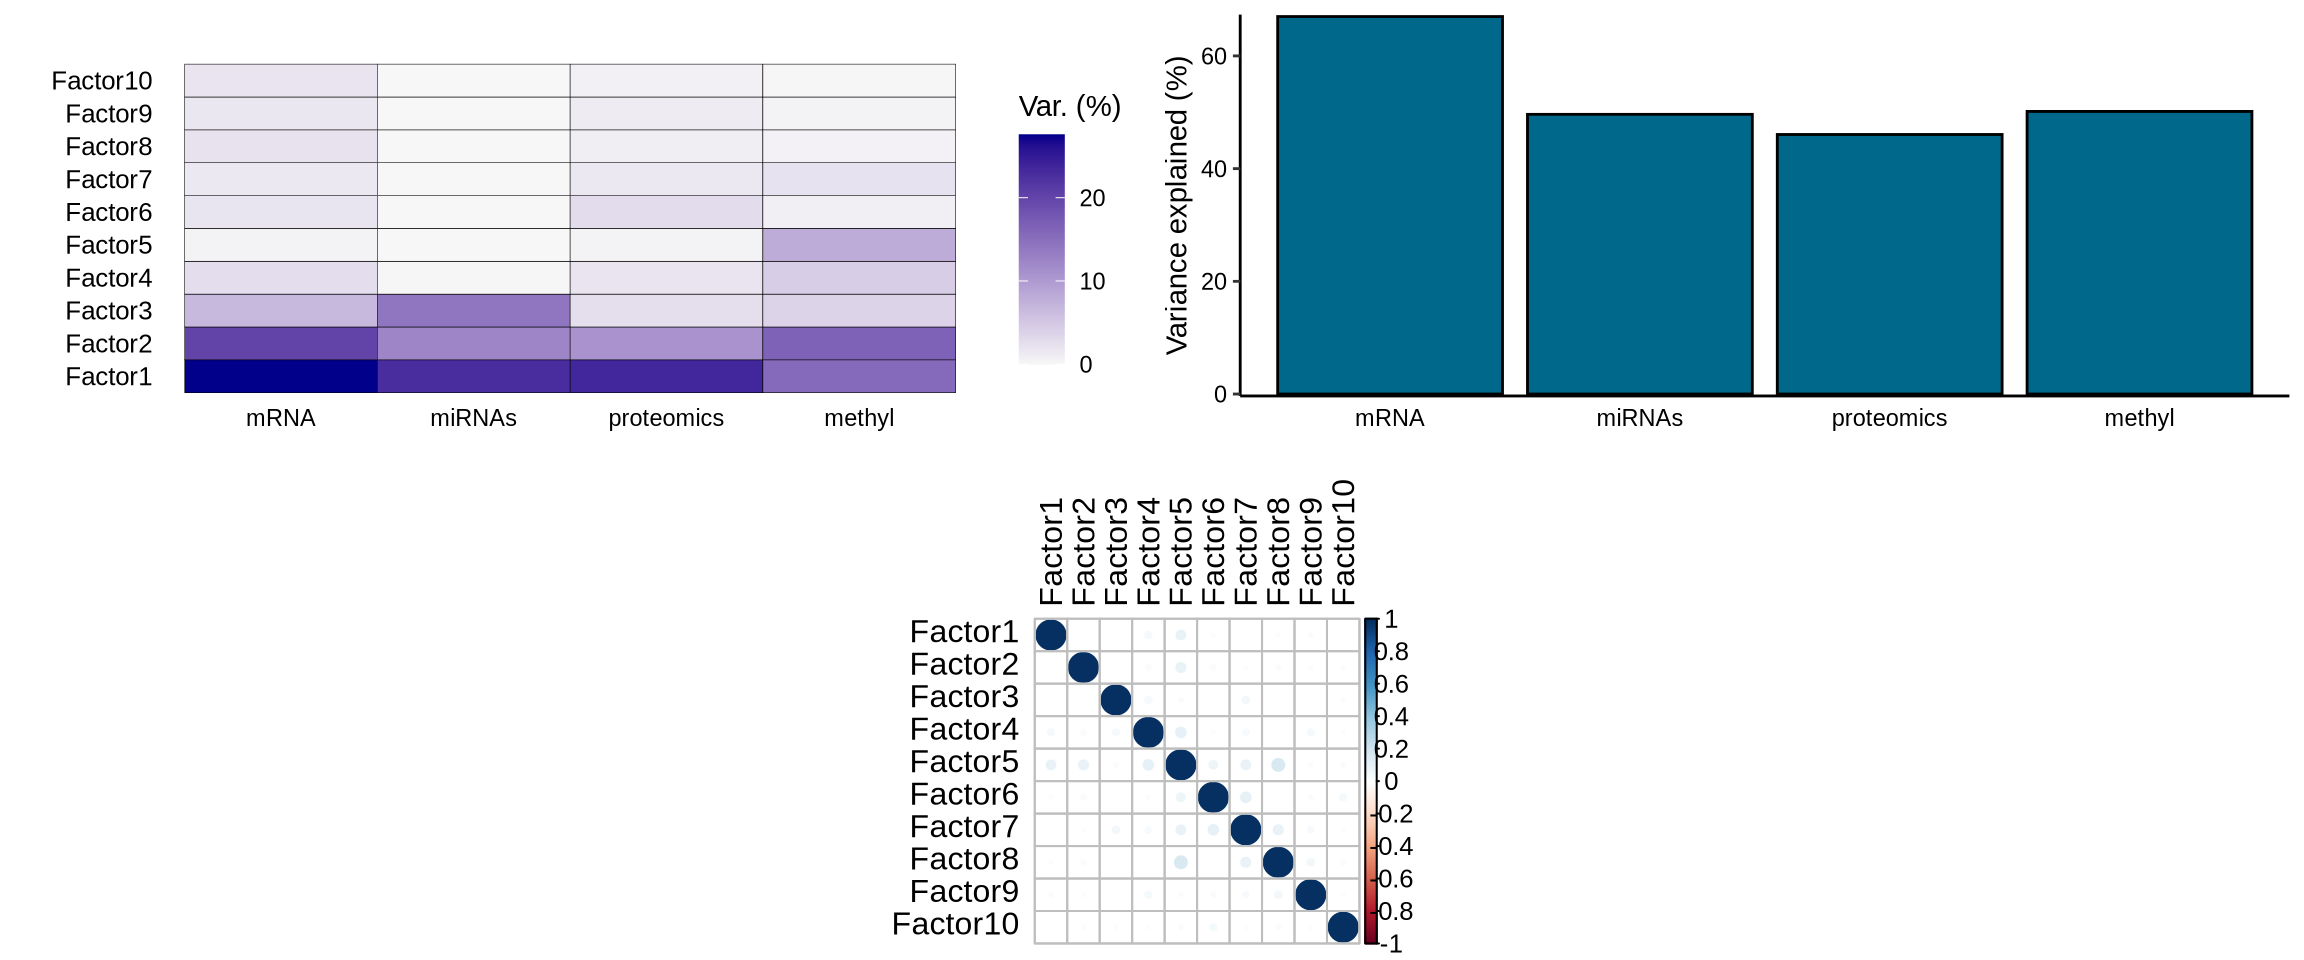 Factor10
Factor9
Factor8
Factor7
Factor6
Factor5
Factor4
Factor3
Factor2
Factor1
mRNA
miRNAs
proteomics
methyl
Var. (%)
20
10
0
Variance explained (%)
60
40
20
0
mRNA
miRNAs
proteomics
methyl
Factor1
Factor2
Factor3
Factor4
Factor5
Factor6
Factor7
Factor8
Factor9
Factor10
Factor1
Factor2
Factor3
Factor4
Factor5
Factor6
Factor7
Factor8
Factor9
Factor10
1
0.8
0.6
0.4
0.2
0
-0.2
-0.4
-0.6
-0.8
-1